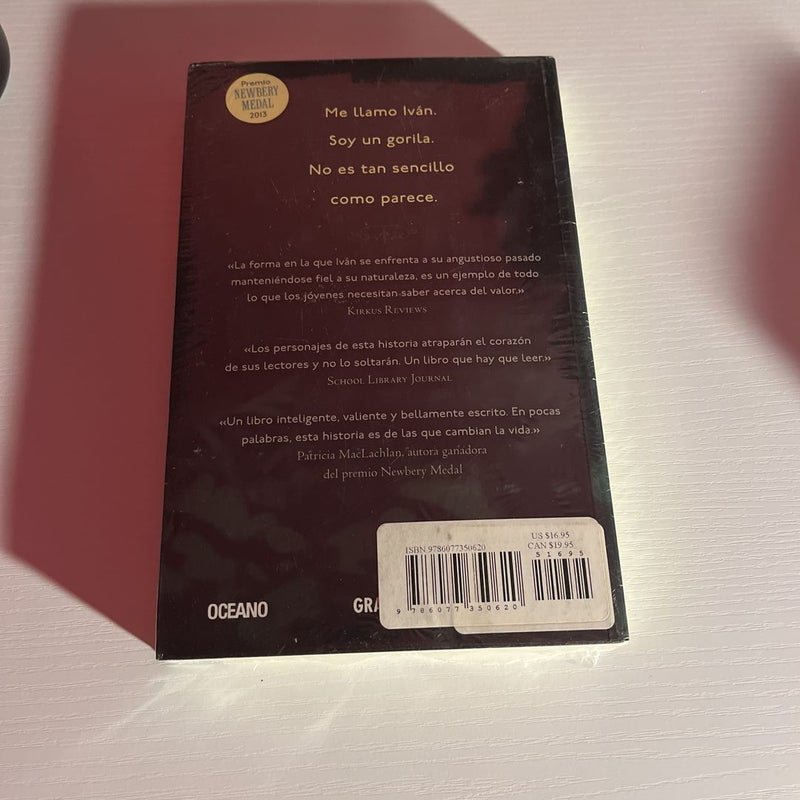 Premio
NEWBERY
MEDAL
2013
Me llamo Iván.
Soy un gorila.
No es tan sencillo
como parece.
«La forma en la que Iván se enfrenta a su angustioso pasado
manteniéndose fiel a su naturaleza, es un ejemplo de todo
lo que los jóvenes necesitan saber acerca del valor.»
KIRKUS REVIEWS
«Los personajes de esta historia atraparán el corazón
de sus lectores y no lo soltarán. Un libro que hay que leer.»
SCHOOL LIBRARY JOURNAL
«Un libro inteligente, valiente y bellamente escrito. En pocas
palabras, esta historia es de las que cambian la vida.»
Patricia MacLachlan, autora ganadora
del premio Newbery Medal
US $16.95
CAN $19.95
ISBN 9786077350620
5 1 6 9 5
9 786077 350620
OCEANO